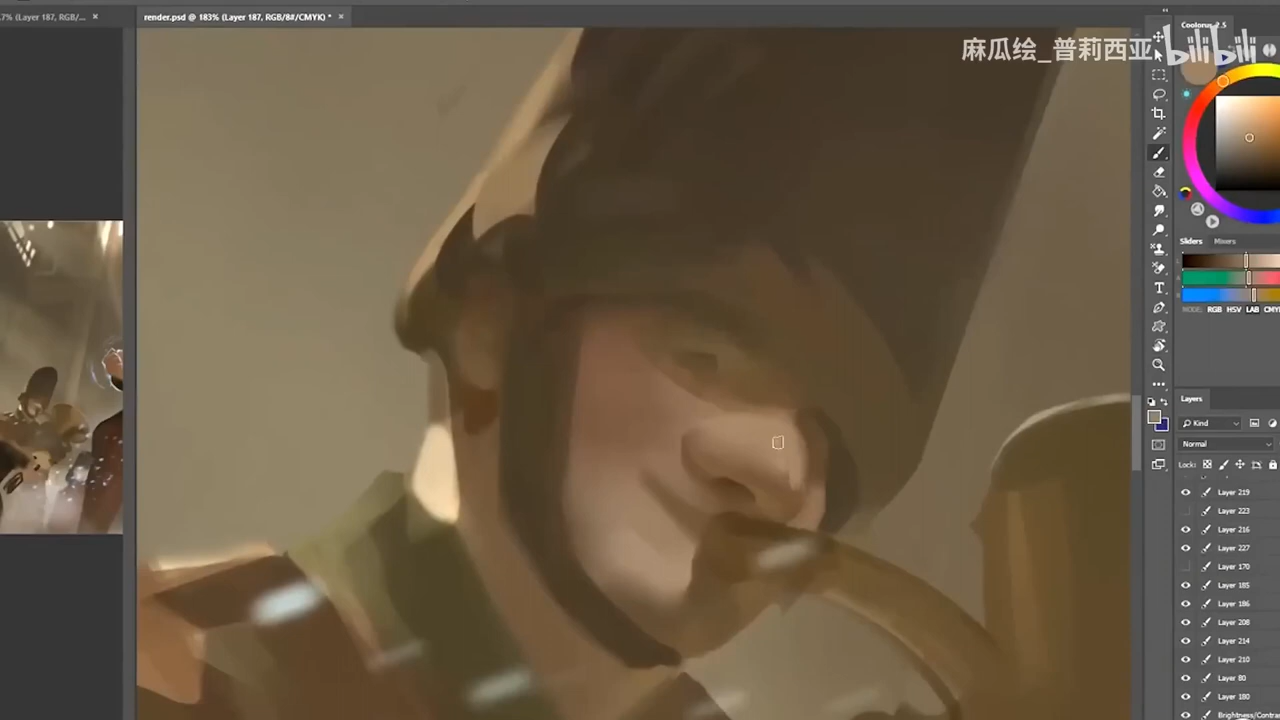 7% (Layer 187, RGB/...
render.psd @ 183% (Layer 187, RGB/8#/CMYK) *
Coolorus 2.5
麻瓜绘_普莉西亚
bilibili
Sliders Mixers
MODE: RGB HSV LAB CMY
Layers
Kind
Normal
Lock:
Layer 219
Layer 223
Layer 216
Layer 227
Layer 170
Layer 185
Layer 186
Layer 208
Layer 214
Layer 210
Layer 80
Layer 180
Brightness/Contra